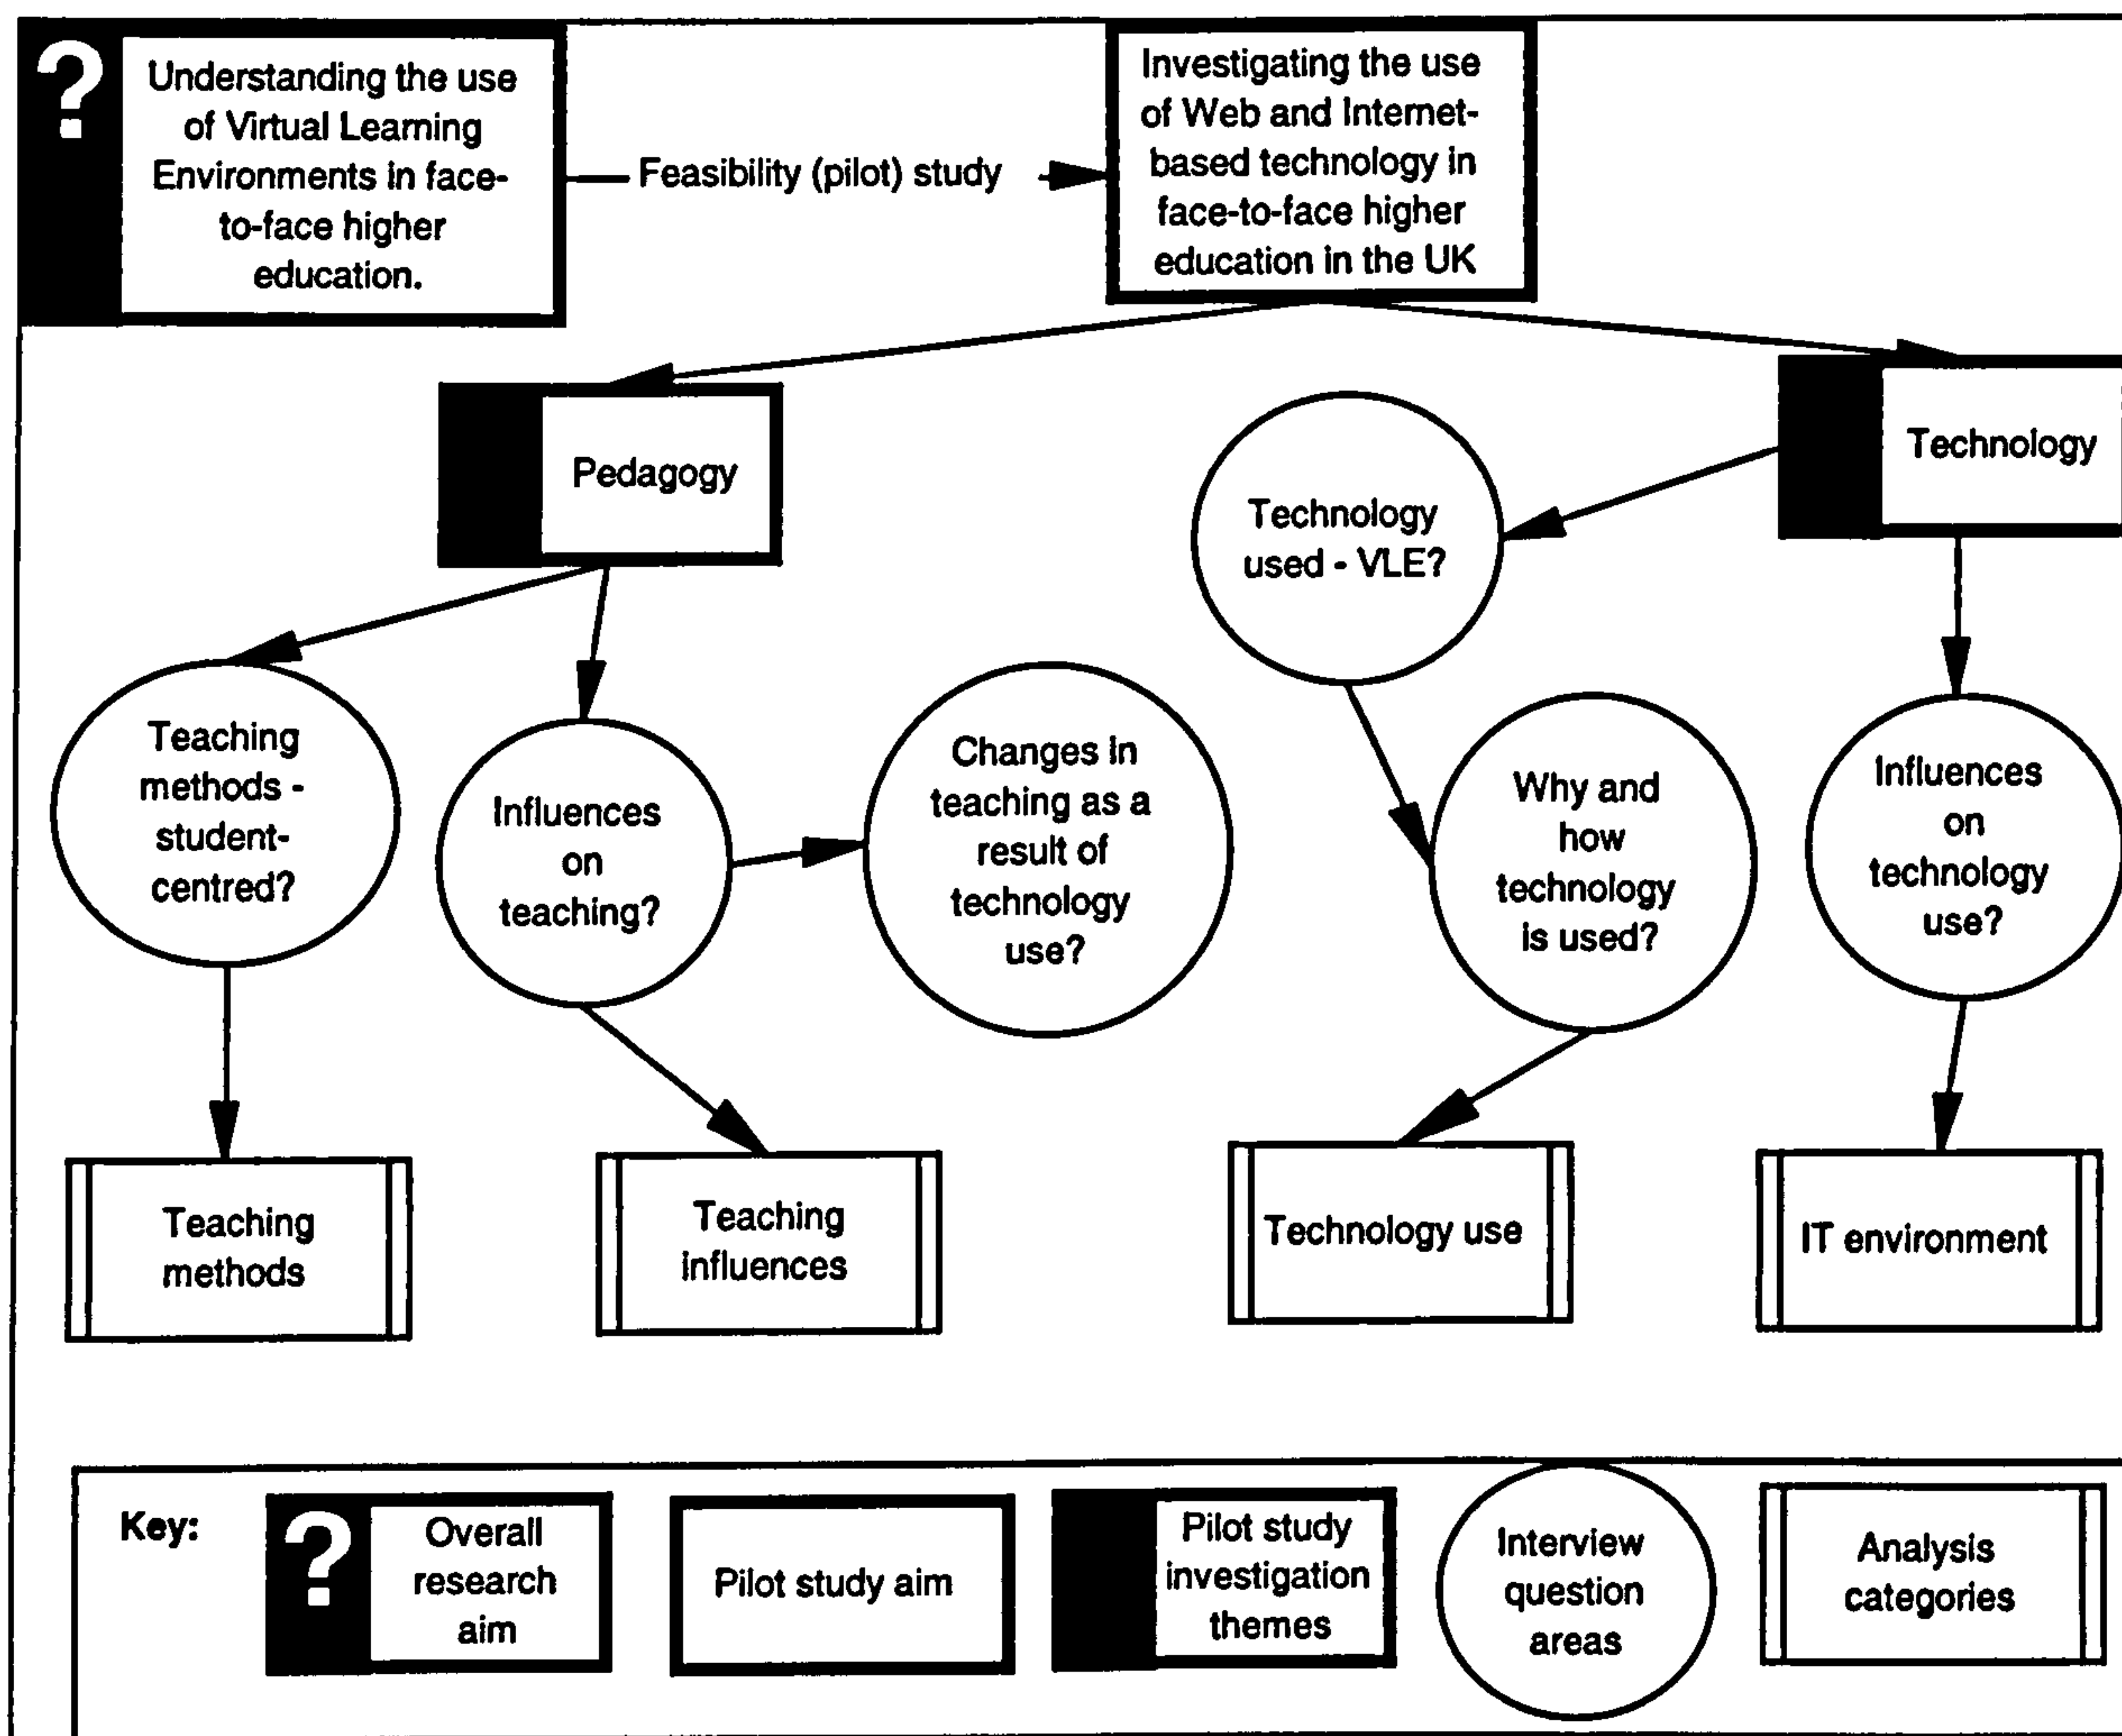 ?
Understanding the use
of Virtual Learning
Environments in face-
to-face higher
education.
Feasibility (pilot) study
Investigating the use
of Web and Internet-
based technology in
face-to-face higher
education in the UK
Pedagogy
Technology
Technology
used - VLE?
Teaching
methods -
student-
centred?
Influences
on
teaching?
Changes in
teaching as a
result of
technology
use?
Why and
how
technology
is used?
Influences
on
technology
use?
Teaching
methods
Teaching
influences
Technology use
IT environment
Key:
?
Overall
research
aim
Pilot study aim
Pilot study
investigation
themes
Interview
question
areas
Analysis
categories